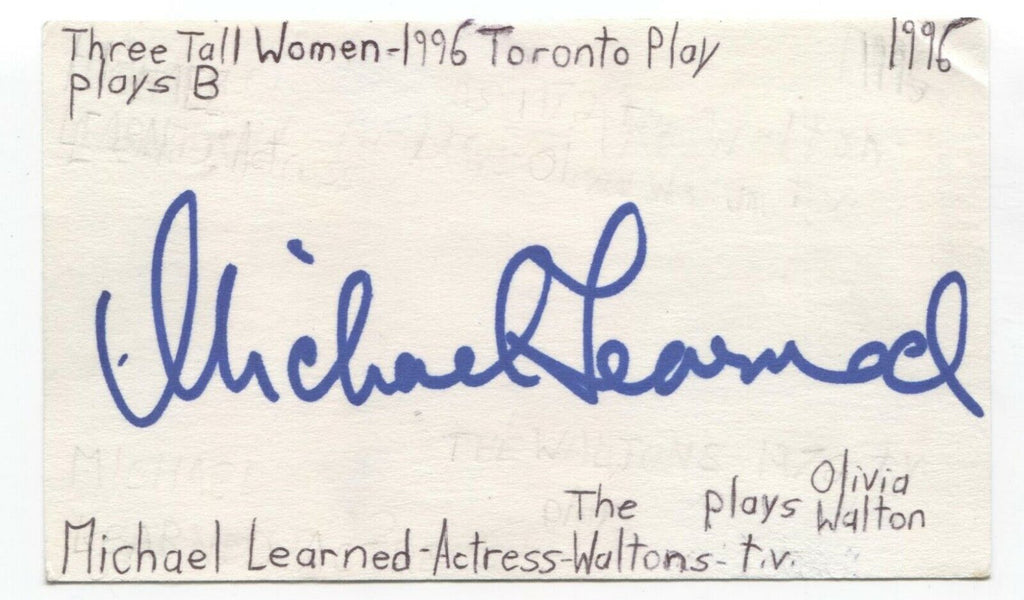 Three Tall Women-1996 Toronto Play 1996
plays B
Michael Learned
The plays Olivia Walton
Michael Learned-Actress-Waltons- t.v.